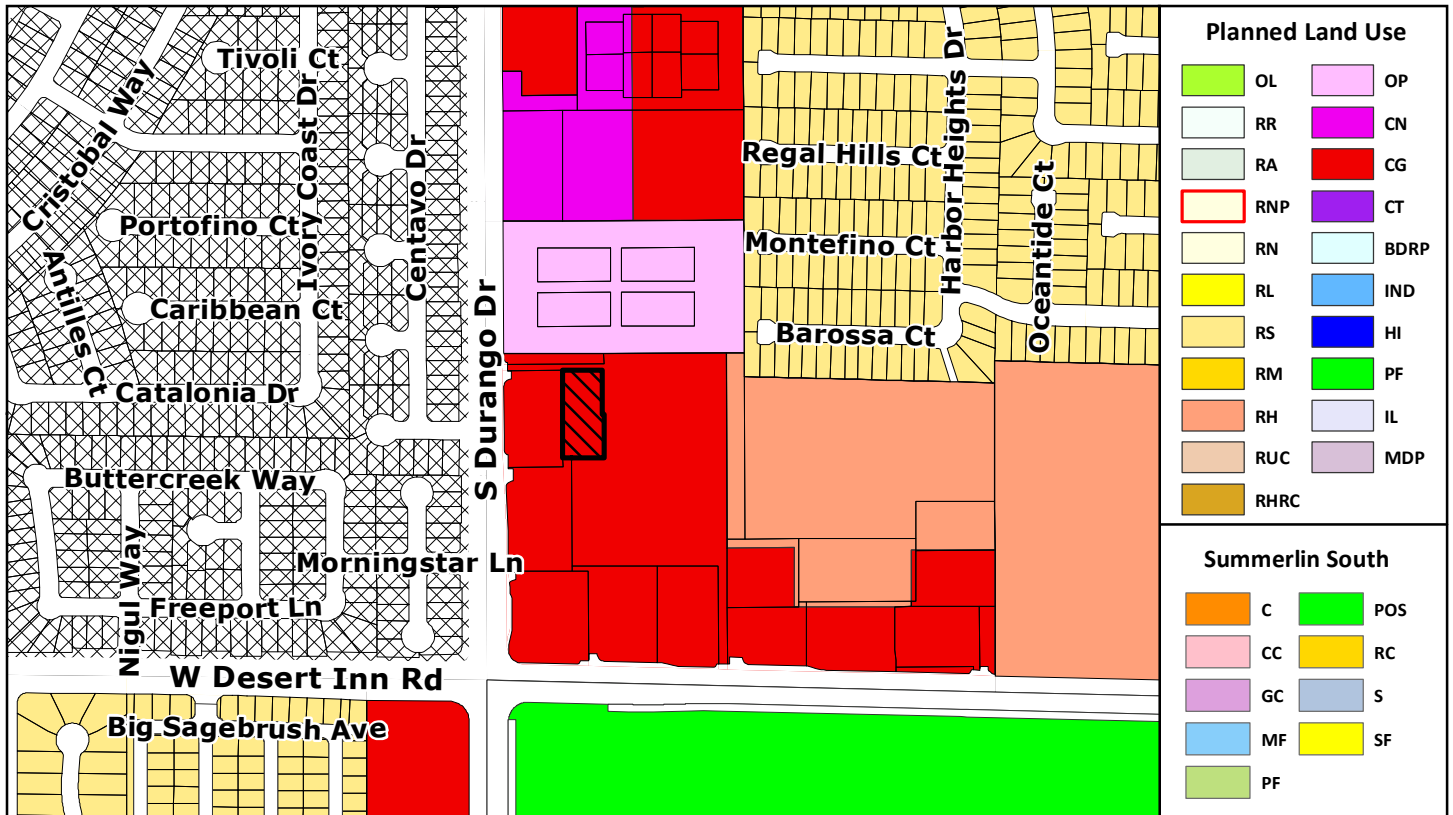 Tivoli Ct
Cristobal Way
Ivory Coast Dr
Centavo Dr
Portofino Ct
Antilles Ct
Caribbean Ct
Catalonia Dr
Buttercreek Way
Morningstar Ln
Nigul Way
Freeport Ln
W Desert Inn Rd
Big Sagebrush Ave
S Durango Dr
Regal Hills Ct
Harbor Heights Dr
Montefino Ct
Oceantide Ct
Barossa Ct
Planned Land Use
OL OP
RR CN
RA CG
RNP CT
RN BDRP
RL IND
RS HI
RM PF
RH IL
RUC MDP
RHRC
Summerlin South
C POS
CC RC
GC S
MF SF
PF